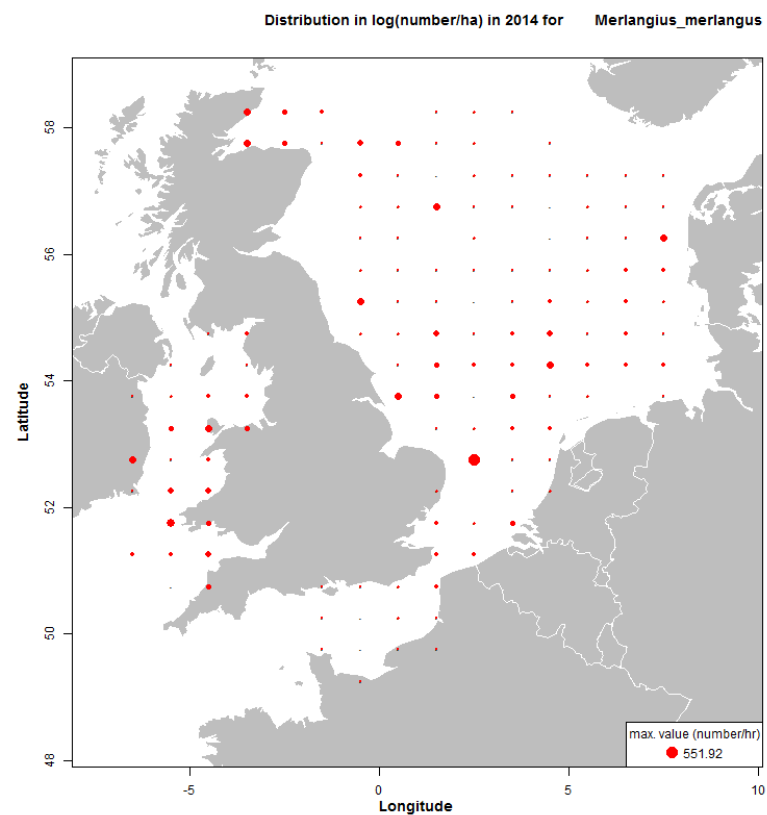 Distribution in log(number/ha) in 2014 for Merlangius_merlangus
58
56
54
52
50
48
Latitude
-5 0 5 10
Longitude
max. value (number/hr)
551.92